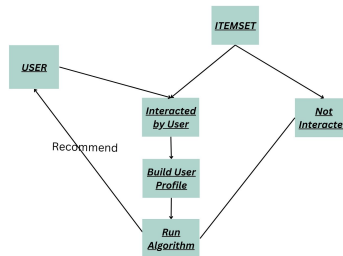 ITEMSET
USER
Interacted
by User
Not
Interacte
Recommend
Build User
Profile
Run
Algorithm